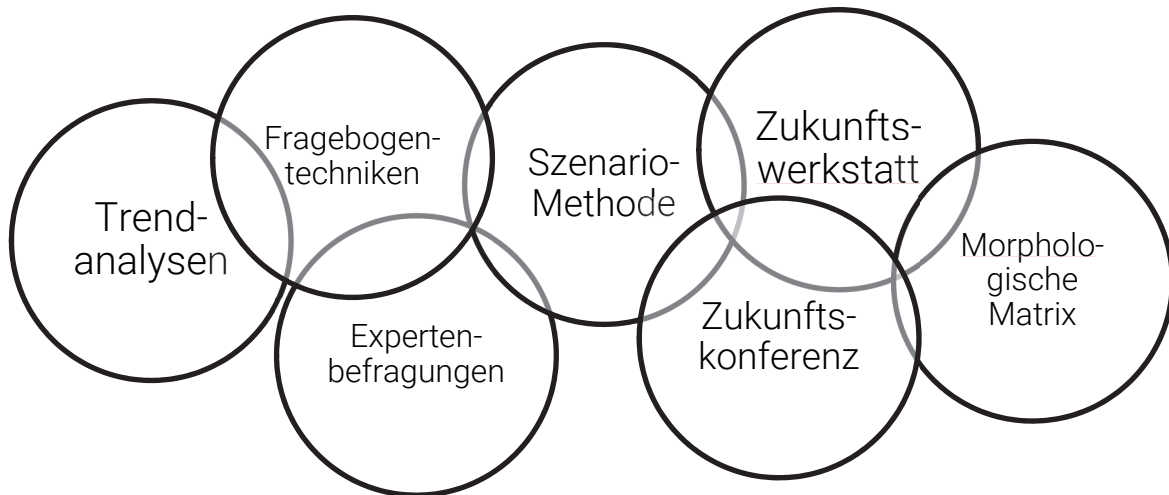 Trend-
analysen
Fragebogen-
techniken
Experten-
befragungen
Szenario-
Methode
Zukunfts-
werkstatt
Zukunfts-
konferenz
Morpholo-
gische
Matrix